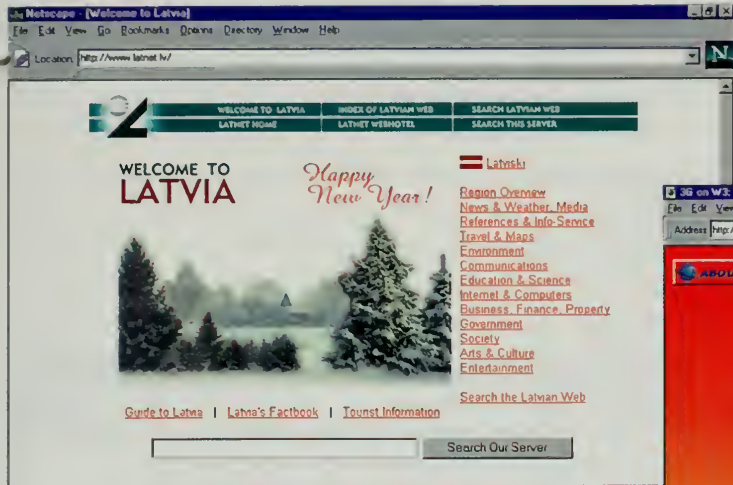 Netscape - [Welcome to Latvia]
File Edit View Go Bookmarks Options Directory Window Help
Location: http://www.latnet.lv/
N
WELCOME TO LATVIA INDEX OF LATVIAN WEB SEARCH LATVIAN WEB
LATNET HOME LATNET WEBHOTEL SEARCH THIS SERVER
WELCOME TO
LATVIA
Happy
New Year!
Latviski
Region Overview
News & Weather, Media
References & Info-Service
Travel & Maps
Environment
Communications
Education & Science
Internet & Computers
Business, Finance, Property
Government
Society
Arts & Culture
Entertainment
Search the Latvian Web
Guide to Latvia | Latvia's Factbook | Tourist Information
Search Our Server
3G on W3:
File Edit View
Address http:/
ABOU